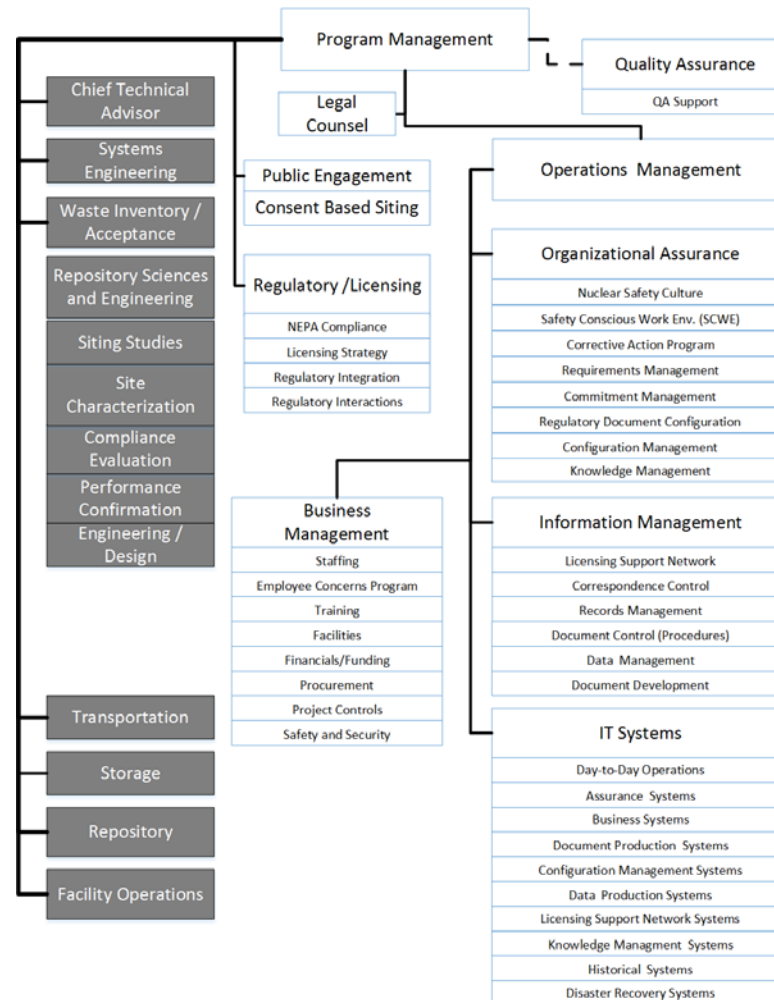 Program Management
Quality Assurance
QA Support
Legal
Counsel
Chief Technical
Advisor
Systems
Engineering
Waste Inventory /
Acceptance
Repository Sciences
and Engineering
Siting Studies
Site
Characterization
Compliance
Evaluation
Performance
Confirmation
Engineering /
Design
Transportation
Storage
Repository
Facility Operations
Public Engagement
Consent Based Siting
Regulatory /Licensing
NEPA Compliance
Licensing Strategy
Regulatory Integration
Regulatory Interactions
Business
Management
Staffing
Employee Concerns Program
Training
Facilities
Financials/Funding
Procurement
Project Controls
Safety and Security
Operations Management
Organizational Assurance
Nuclear Safety Culture
Safety Conscious Work Env. (SCWE)
Corrective Action Program
Requirements Management
Commitment Management
Regulatory Document Configuration
Configuration Management
Knowledge Management
Information Management
Licensing Support Network
Correspondence Control
Records Management
Document Control (Procedures)
Data Management
Document Development
IT Systems
Day-to-Day Operations
Assurance Systems
Business Systems
Document Production Systems
Configuration Management Systems
Data Production Systems
Licensing Support Network Systems
Knowledge Managment Systems
Historical Systems
Disaster Recovery Systems